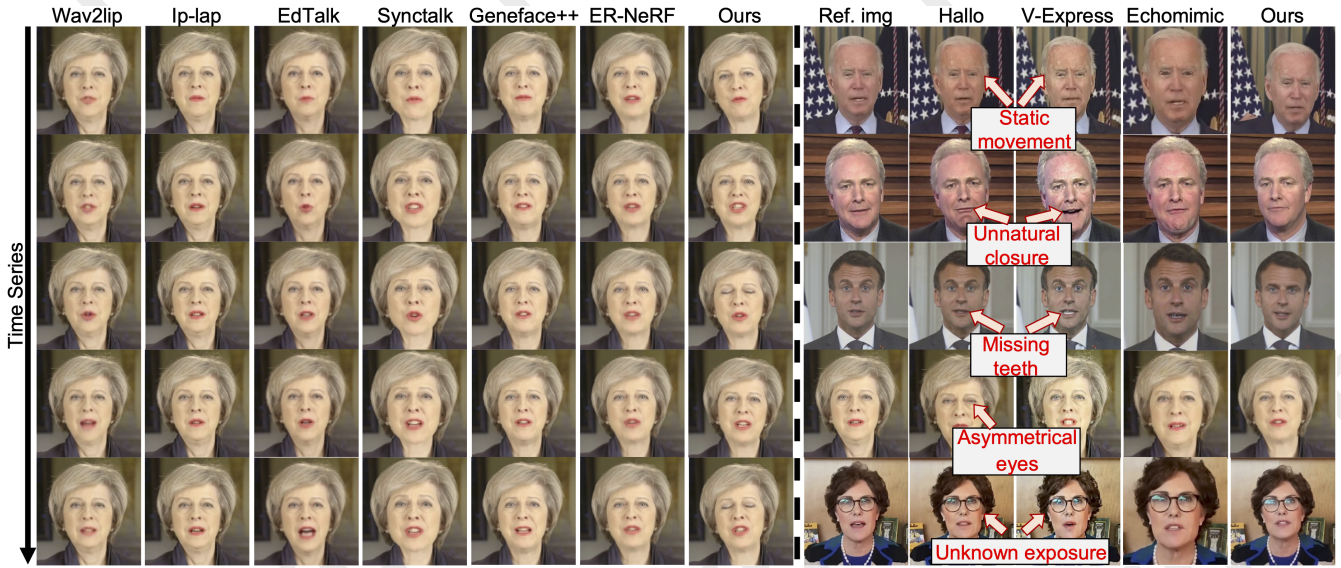 Wav2lip Ip-lap EdTalk Synctalk Geneface++ ER-NeRF Ours Ref. img Hallo V-Express Echomimic Ours
Time Series
Static
movement
Unnatural
closure
Missing
teeth
Asymmetrical
eyes
Unknown exposure